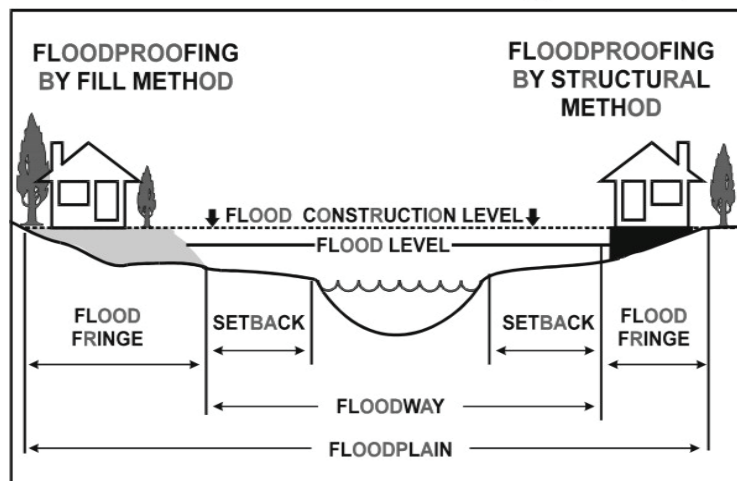 FLOODPROOFING
BY FILL METHOD
FLOODPROOFING
BY STRUCTURAL
METHOD
FLOOD CONSTRUCTION LEVEL
FLOOD LEVEL
FLOOD
FRINGE
SETBACK
SETBACK
FLOOD
FRINGE
FLOODWAY
FLOODPLAIN